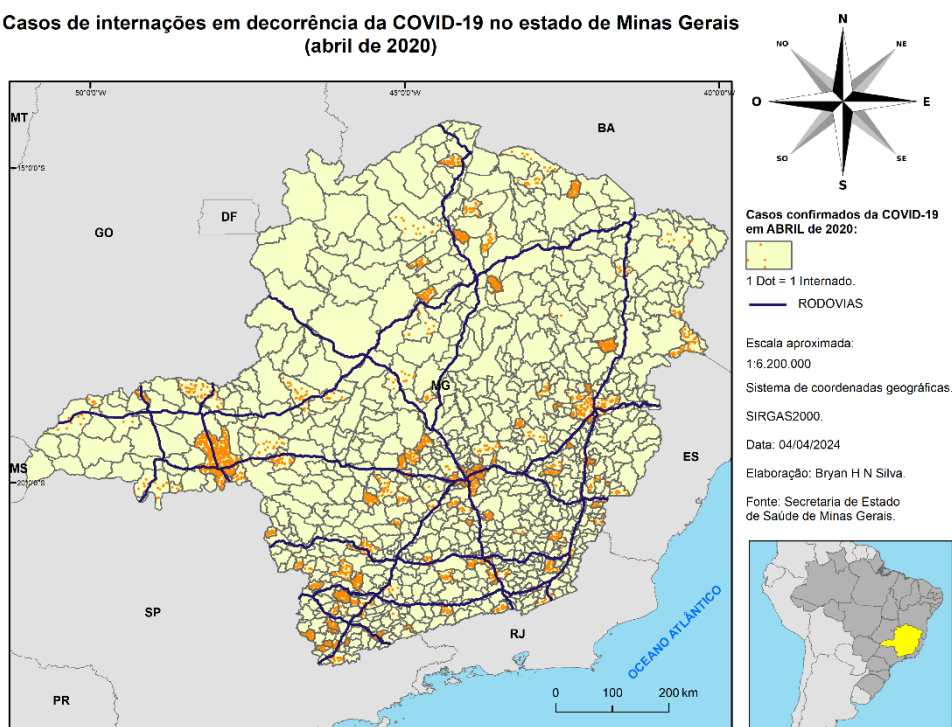 Casos de internações em decorrência da COVID-19 no estado de Minas Gerais
(abril de 2020)
50°0'0"W
45°0'0"W
40°0'0"W
MT
BA
15°0'0"S
DF
GO
MG
MS
20°0'0"S
ES
SP
RJ
OCEANO ATLÂNTICO
PR
0 100 200 km
N
NO
NE
O
E
SO
SE
S
Casos confirmados da COVID-19
em ABRIL de 2020:
1 Dot = 1 Internado.
RODOVIAS
Escala aproximada:
1:6.200.000
Sistema de coordenadas geográficas.
SIRGAS2000.
Data: 04/04/2024
Elaboração: Bryan H N Silva.
Fonte: Secretaria de Estado
de Saúde de Minas Gerais.